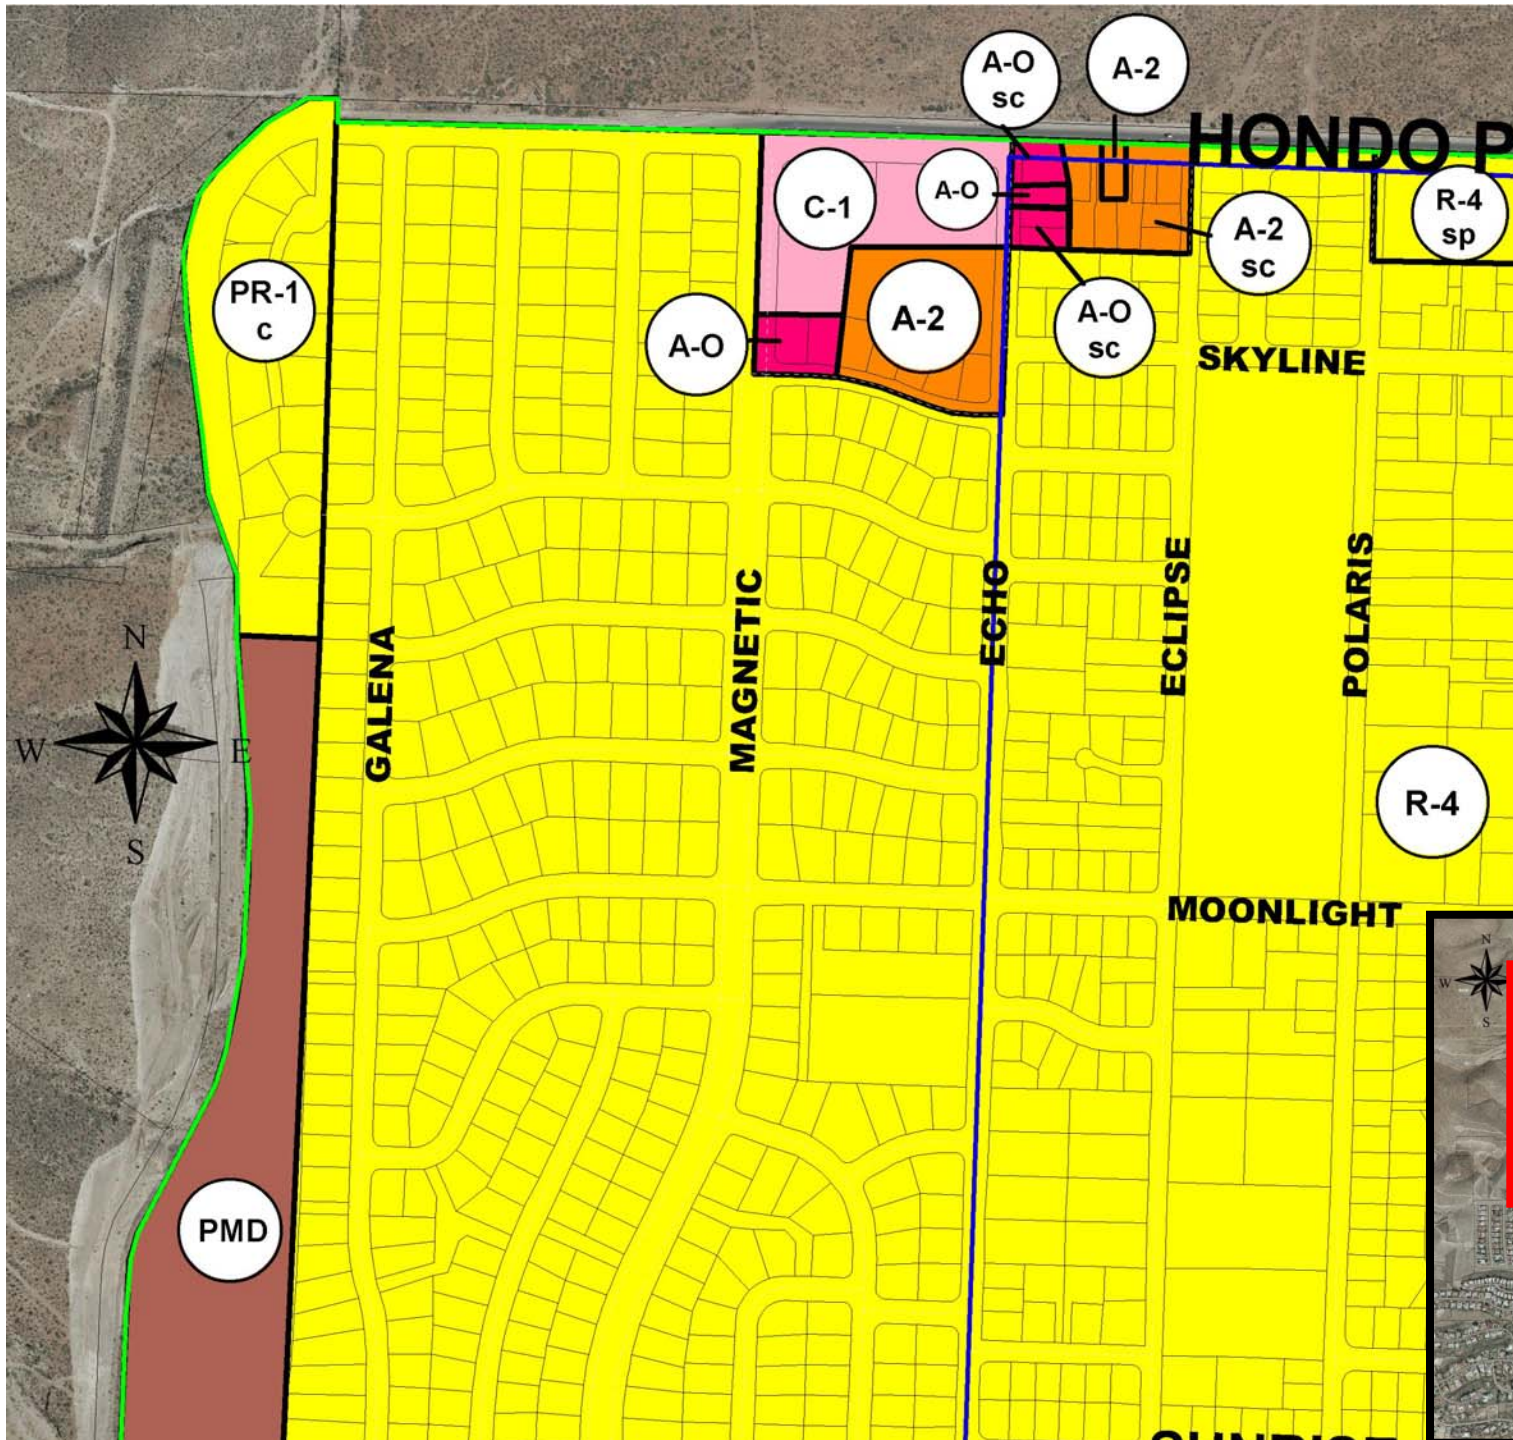 A-O
sc
A-2
HONDO P
C-1
A-O
R-4
sp
A-2
sc
PR-1
c
A-O
A-2
A-O
sc
SKYLINE
GALENA
MAGNETIC
ECHO
ECLIPSE
POLARIS
N
W
E
S
R-4
MOONLIGHT
N
W
S
PMD
SUNRISE